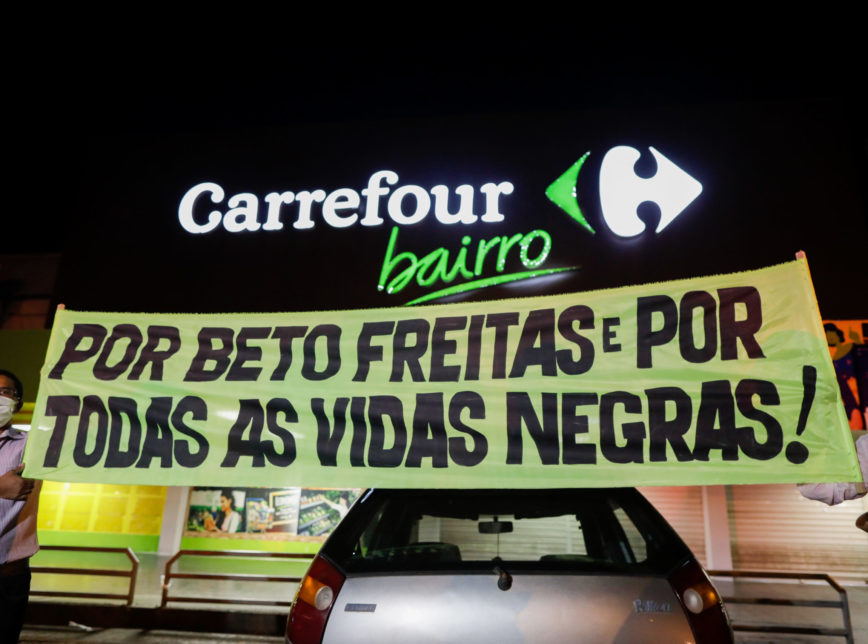 Carrefour
bairro
POR BETO FREITAS E POR
TODAS AS VIDAS NEGRAS!